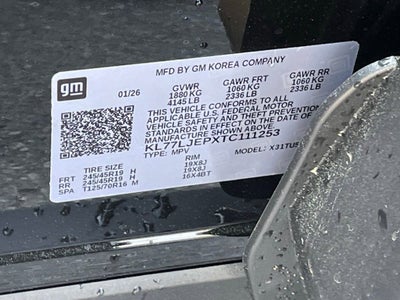 gm
MFD BY GM KOREA COMPANY
01/26 GVWR GAWR FRT GAWR RR
1880 KG 1060 KG 1060 KG
4145 LB 2336 LB 2336 LB
THIS VEHICLE CONFORMS TO ALL
APPLICABLE U.S. FEDERAL MOTOR
VEHICLE SAFETY AND THEFT PREVENTION
STANDARDS IN EFFECT ON THE DATE OF
MANUFACTURE SHOWN ABOVE
KL77LJEPXTC111253
TYPE: MPV MODEL: X31TUS
TIRE SIZE RIM
FRT 245/45R19 H 19X8J
RR 245/45R19 H 19X8J
SPA T125/70R16 M 16X4BT